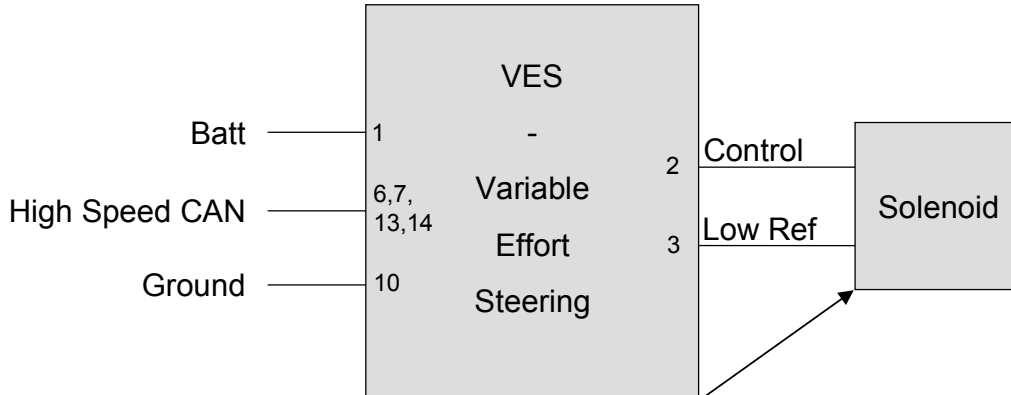 VES
-
Variable
Effort
Steering
Batt
1
High Speed CAN
6,7,
13,14
Ground
10
2
Control
3
Low Ref
Solenoid